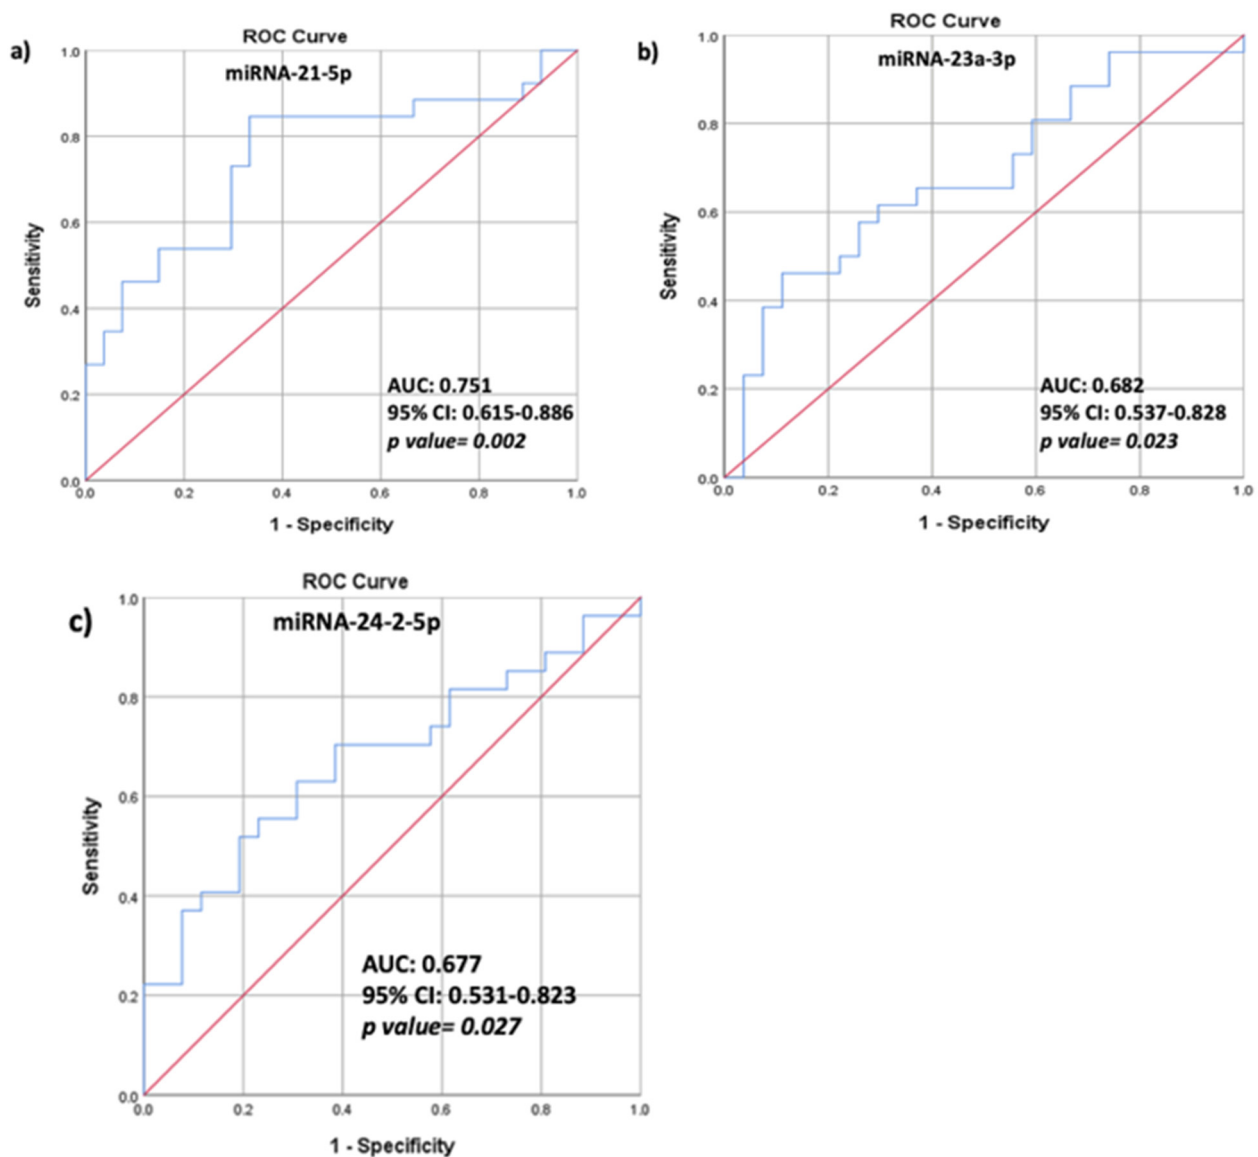 a)
ROC Curve
miRNA-21-5p
1.0
0.8
0.6
0.4
0.2
0.0
Sensitivity
AUC: 0.751
95% CI: 0.615-0.886
p value= 0.002
0.0 0.2 0.4 0.6 0.8 1.0
1 - Specificity
b)
ROC Curve
miRNA-23a-3p
1.0
0.8
0.6
0.4
0.2
0.0
Sensitivity
AUC: 0.682
95% CI: 0.537-0.828
p value= 0.023
0.0 0.2 0.4 0.6 0.8 1.0
1 - Specificity
c)
ROC Curve
miRNA-24-2-5p
1.0
0.8
0.6
0.4
0.2
0.0
Sensitivity
AUC: 0.677
95% CI: 0.531-0.823
p value= 0.027
0.0 0.2 0.4 0.6 0.8 1.0
1 - Specificity